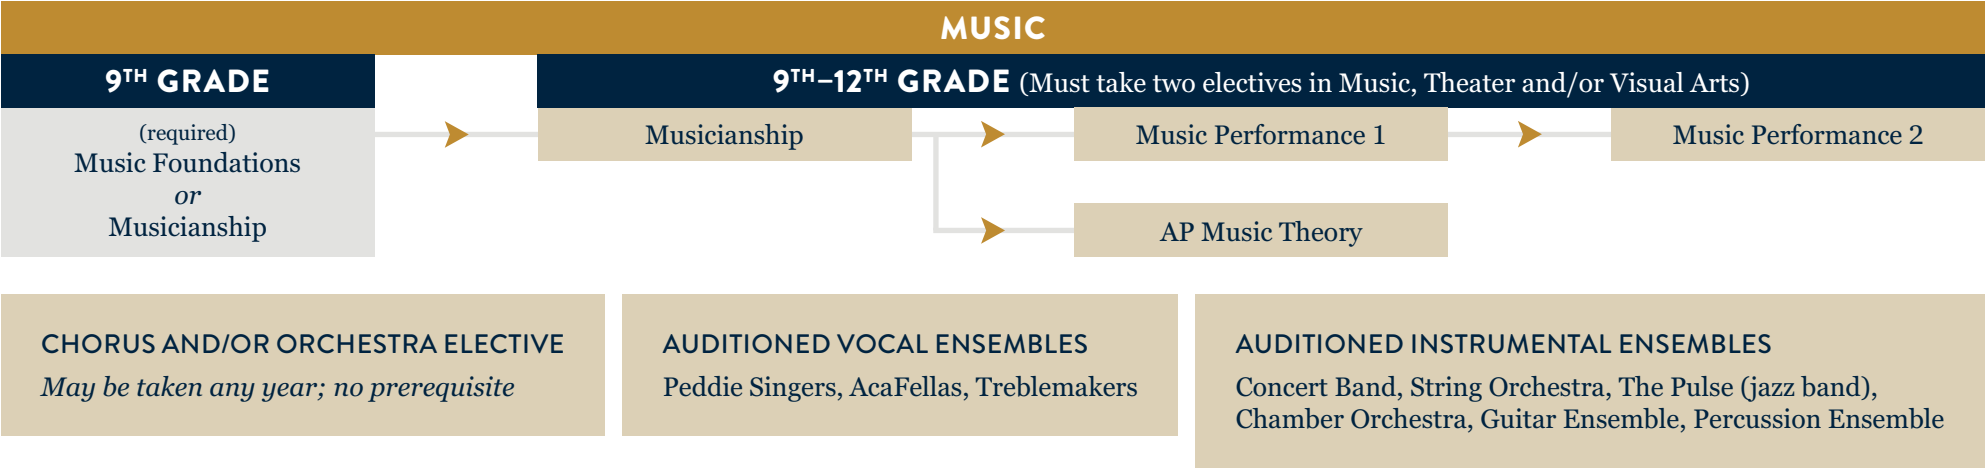 MUSIC
9TH GRADE
9TH–12TH GRADE (Must take two electives in Music, Theater and/or Visual Arts)
(required)
Music Foundations
or
Musicianship
Musicianship
Music Performance 1
Music Performance 2
AP Music Theory
CHORUS AND/OR ORCHESTRA ELECTIVE
May be taken any year; no prerequisite
AUDITIONED VOCAL ENSEMBLES
Peddie Singers, AcaFellas, Treblemakers
AUDITIONED INSTRUMENTAL ENSEMBLES
Concert Band, String Orchestra, The Pulse (jazz band),
Chamber Orchestra, Guitar Ensemble, Percussion Ensemble